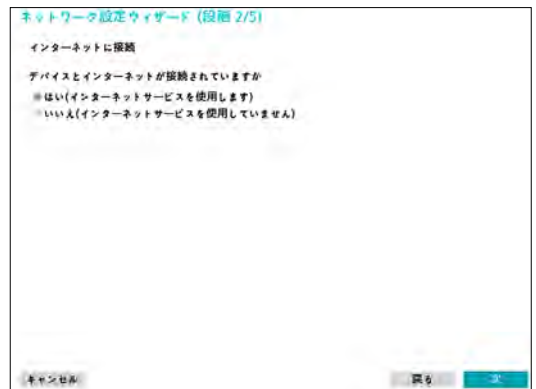 ネットワーク設定ウィザード (段階 2/5)
インターネットに接続
デバイスとインターネットが接続されていますか
はい(インターネットサービスを使用します)
いいえ(インターネットサービスを使用していません)
キャンセル
戻る
次